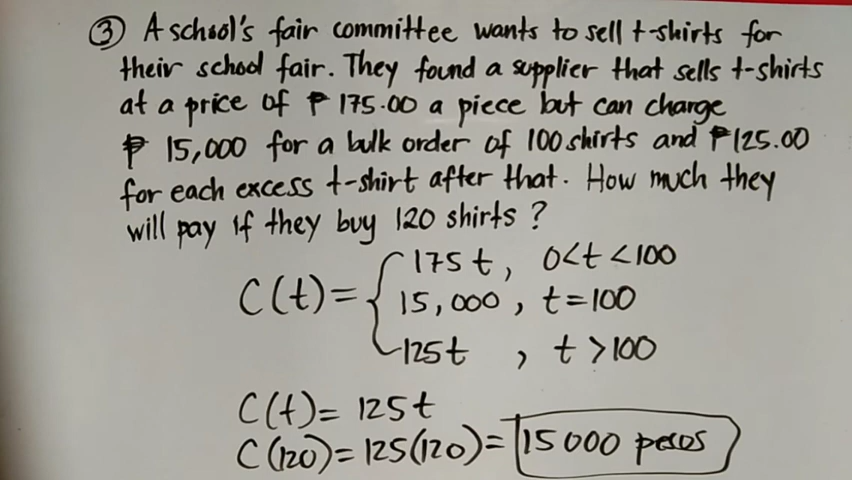 ③ A school's fair committee wants to sell t-shirts for
their school fair. They found a supplier that sells t-shirts
at a price of ₱ 175.00 a piece but can charge
₱ 15,000 for a bulk order of 100 shirts and ₱125.00
for each excess t-shirt after that. How much they
will pay if they buy 120 shirts?
175t, 0<t<100
C(t)= { 15,000, t=100
125t, t>100
C(t)= 125t
C(120)= 125(120)= 15000 pesos